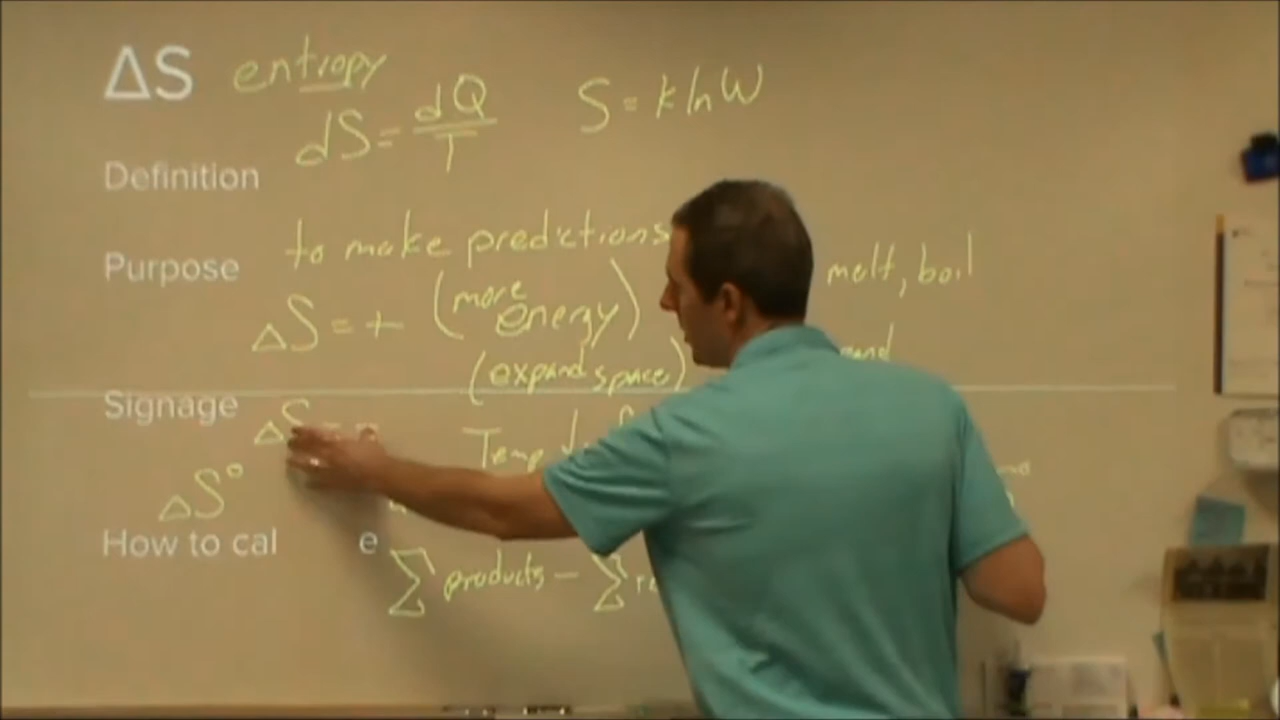 ΔS entropy
dS = dQ/T S = k ln W
Definition
to make predictions
Purpose melt, boil
ΔS = + (more energy)
(expand space)
Signage ΔS
Temp ↓
ΔS°
How to cal e
Σ products - Σ